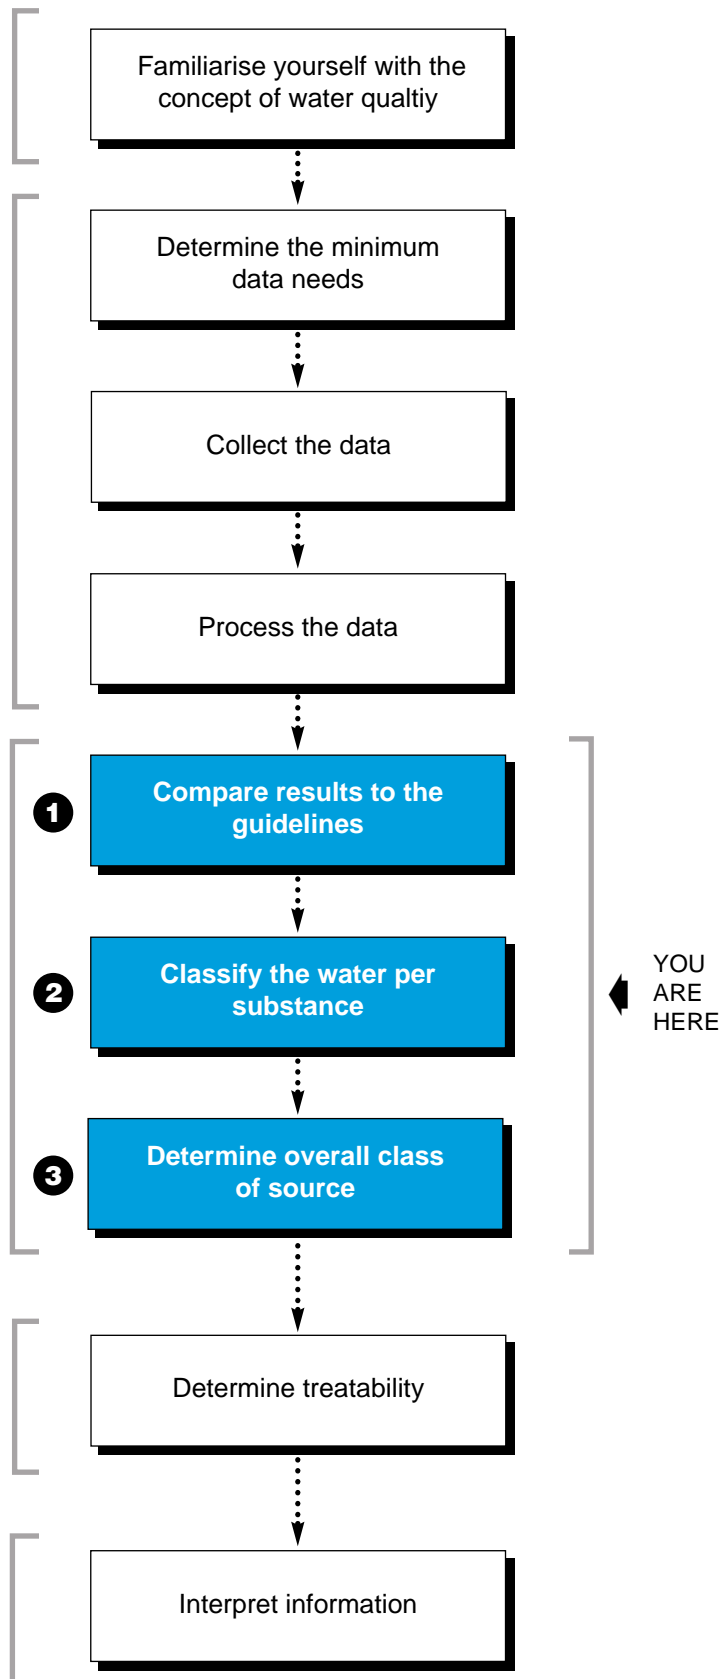 Familiarise yourself with the
concept of water qualtiy
Determine the minimum
data needs
Collect the data
Process the data
1
Compare results to the
guidelines
2
Classify the water per
substance
YOU
ARE
HERE
3
Determine overall class
of source
Determine treatability
Interpret information